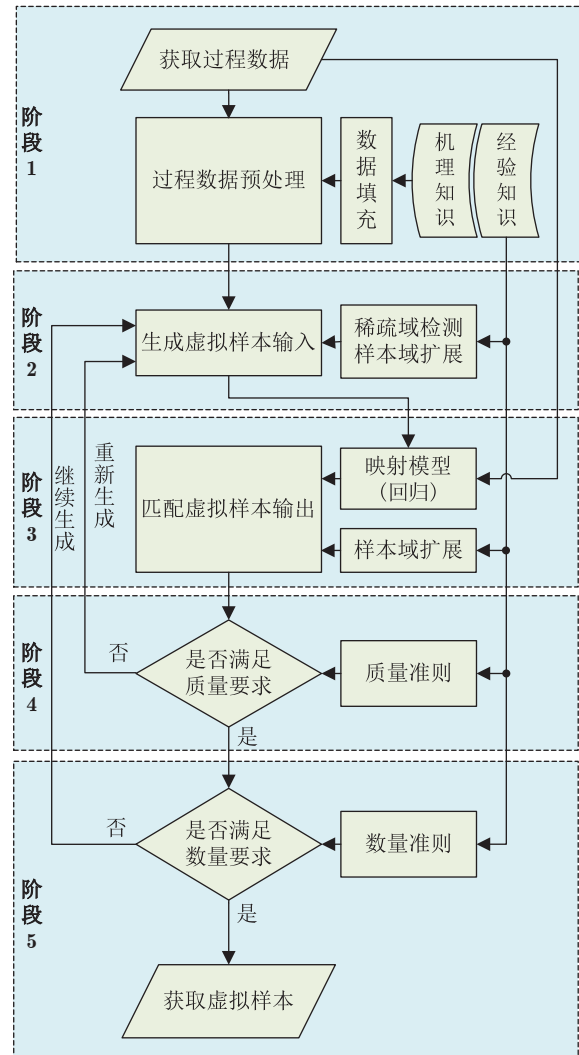 阶段1
获取过程数据
过程数据预处理
数据填充
机理知识
经验知识
阶段2
生成虚拟样本输入
稀疏域检测
样本域扩展
继续生成
重新生成
阶段3
匹配虚拟样本输出
映射模型
(回归)
样本域扩展
阶段4
否
是否满足
质量要求
质量准则
是
阶段5
否
是否满足
数量要求
数量准则
是
获取虚拟样本